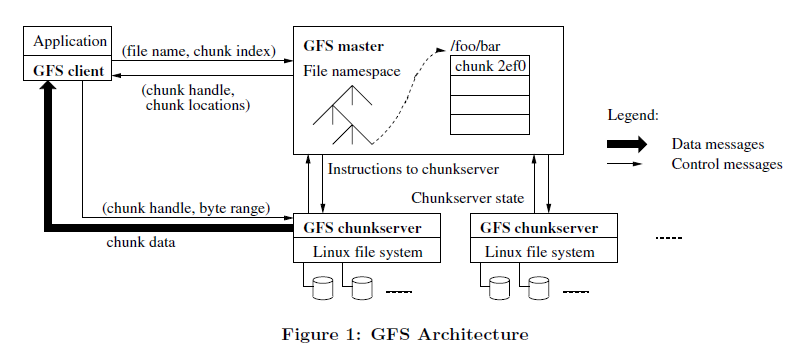 Application
GFS client
(file name, chunk index)
(chunk handle,
chunk locations)
GFS master
File namespace
/foo/bar
chunk 2ef0
Legend:
Data messages
Control messages
Instructions to chunkserver
Chunkserver state
(chunk handle, byte range)
chunk data
GFS chunkserver
Linux file system
GFS chunkserver
Linux file system
Figure 1: GFS Architecture